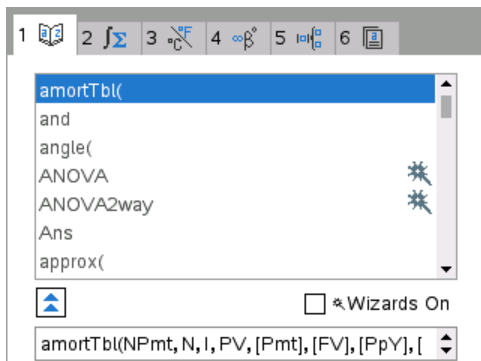 1 2 ∫Σ 3 °C °F 4 ∞β° 5 6
amortTbl(
and
angle(
ANOVA
ANOVA2way
Ans
approx(
Wizards On
amortTbl(NPmt, N, I, PV, [Pmt], [FV], [PpY], [